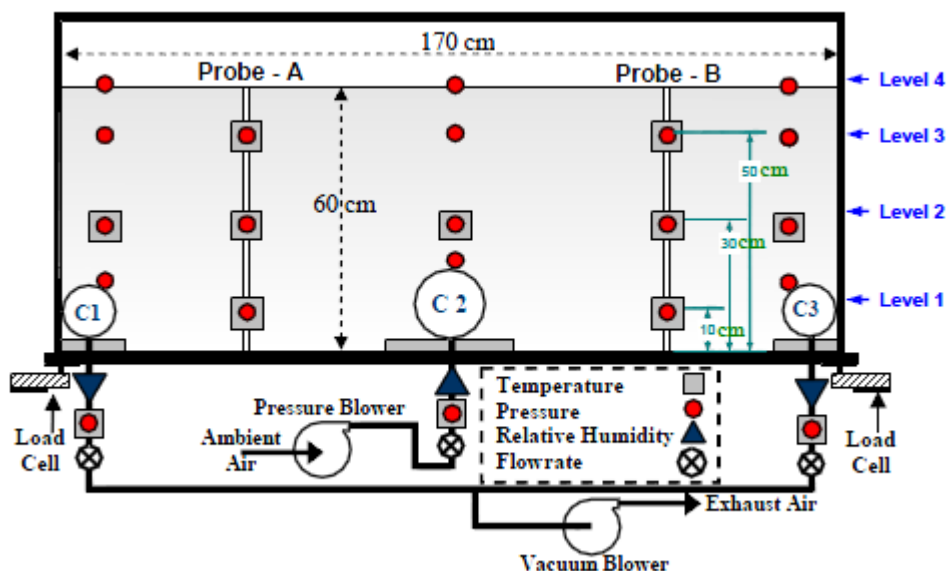 170 cm
Probe - A
Probe - B
Level 4
Level 3
50 cm
60 cm
Level 2
30cm
C1
C 2
C3
Level 1
10 cm
Temperature
Pressure
Relative Humidity
Flowrate
Pressure Blower
Ambient
Air
Load
Cell
Load
Cell
Exhaust Air
Vacuum Blower